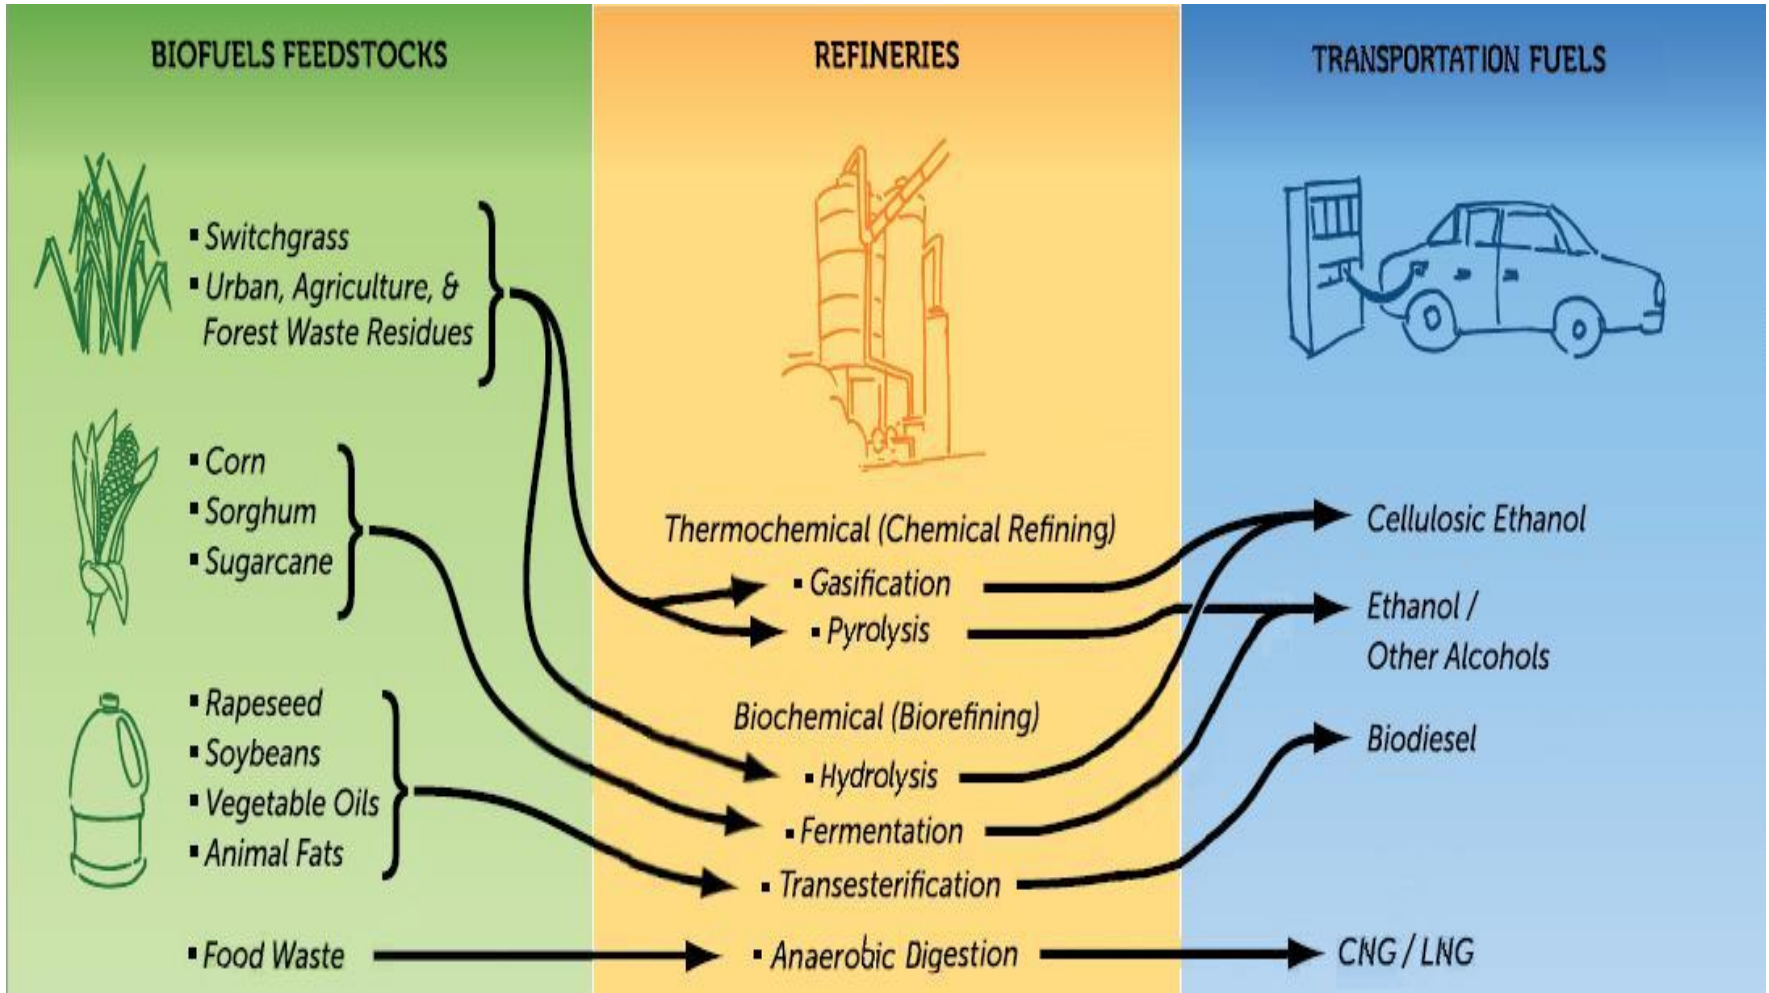 BIOFUELS FEEDSTOCKS
▪ Switchgrass
▪ Urban, Agriculture, &
Forest Waste Residues
▪ Corn
▪ Sorghum
▪ Sugarcane
▪ Rapeseed
▪ Soybeans
▪ Vegetable Oils
▪ Animal Fats
▪ Food Waste
REFINERIES
Thermochemical (Chemical Refining)
▪ Gasification
▪ Pyrolysis
Biochemical (Biorefining)
▪ Hydrolysis
▪ Fermentation
▪ Transesterification
▪ Anaerobic Digestion
TRANSPORTATION FUELS
Cellulosic Ethanol
Ethanol /
Other Alcohols
Biodiesel
CNG / LNG